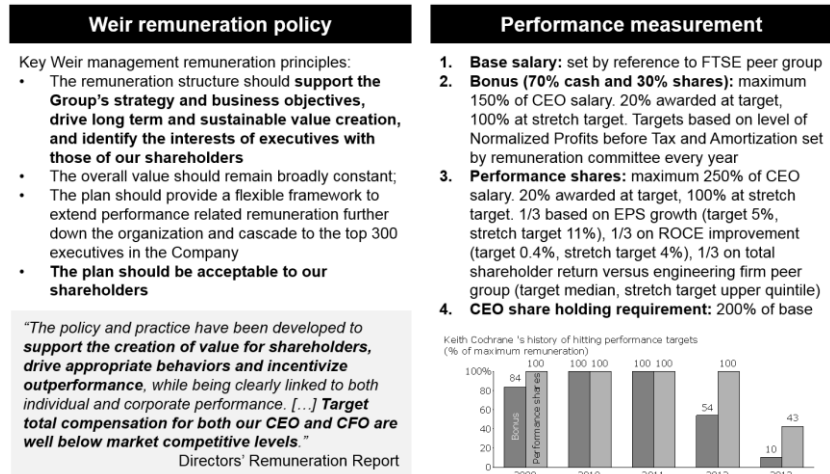 Weir remuneration policy
Key Weir management remuneration principles:
• The remuneration structure should support the
Group's strategy and business objectives,
drive long term and sustainable value creation,
and identify the interests of executives with
those of our shareholders
• The overall value should remain broadly constant;
• The plan should provide a flexible framework to
extend performance related remuneration further
down the organization and cascade to the top 300
executives in the Company
• The plan should be acceptable to our
shareholders
"The policy and practice have been developed to
support the creation of value for shareholders,
drive appropriate behaviors and incentivize
outperformance, while being clearly linked to both
individual and corporate performance. […] Target
total compensation for both our CEO and CFO are
well below market competitive levels."
Directors' Remuneration Report
Performance measurement
1. Base salary: set by reference to FTSE peer group
2. Bonus (70% cash and 30% shares): maximum
150% of CEO salary. 20% awarded at target,
100% at stretch target. Targets based on level of
Normalized Profits before Tax and Amortization set
by remuneration committee every year
3. Performance shares: maximum 250% of CEO
salary. 20% awarded at target, 100% at stretch
target. 1/3 based on EPS growth (target 5%,
stretch target 11%), 1/3 on ROCE improvement
(target 0.4%, stretch target 4%), 1/3 on total
shareholder return versus engineering firm peer
group (target median, stretch target upper quintile)
4. CEO share holding requirement: 200% of base
Keith Cochrane 's history of hitting performance targets
(% of maximum remuneration)
100%
80
60
40
20
0
84
100
100 100
100 100
54
100
10
43
Bonus
Performance shares